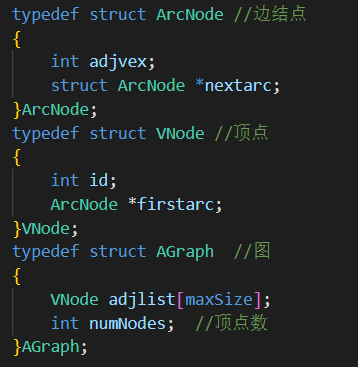 typedef struct ArcNode //边结点
{
    int adjvex;
    struct ArcNode *nextarc;
}ArcNode;
typedef struct VNode //顶点
{
    int id;
    ArcNode *firstarc;
}VNode;
typedef struct AGraph  //图
{
    VNode adjlist[maxSize];
    int numNodes;  //顶点数
}AGraph;